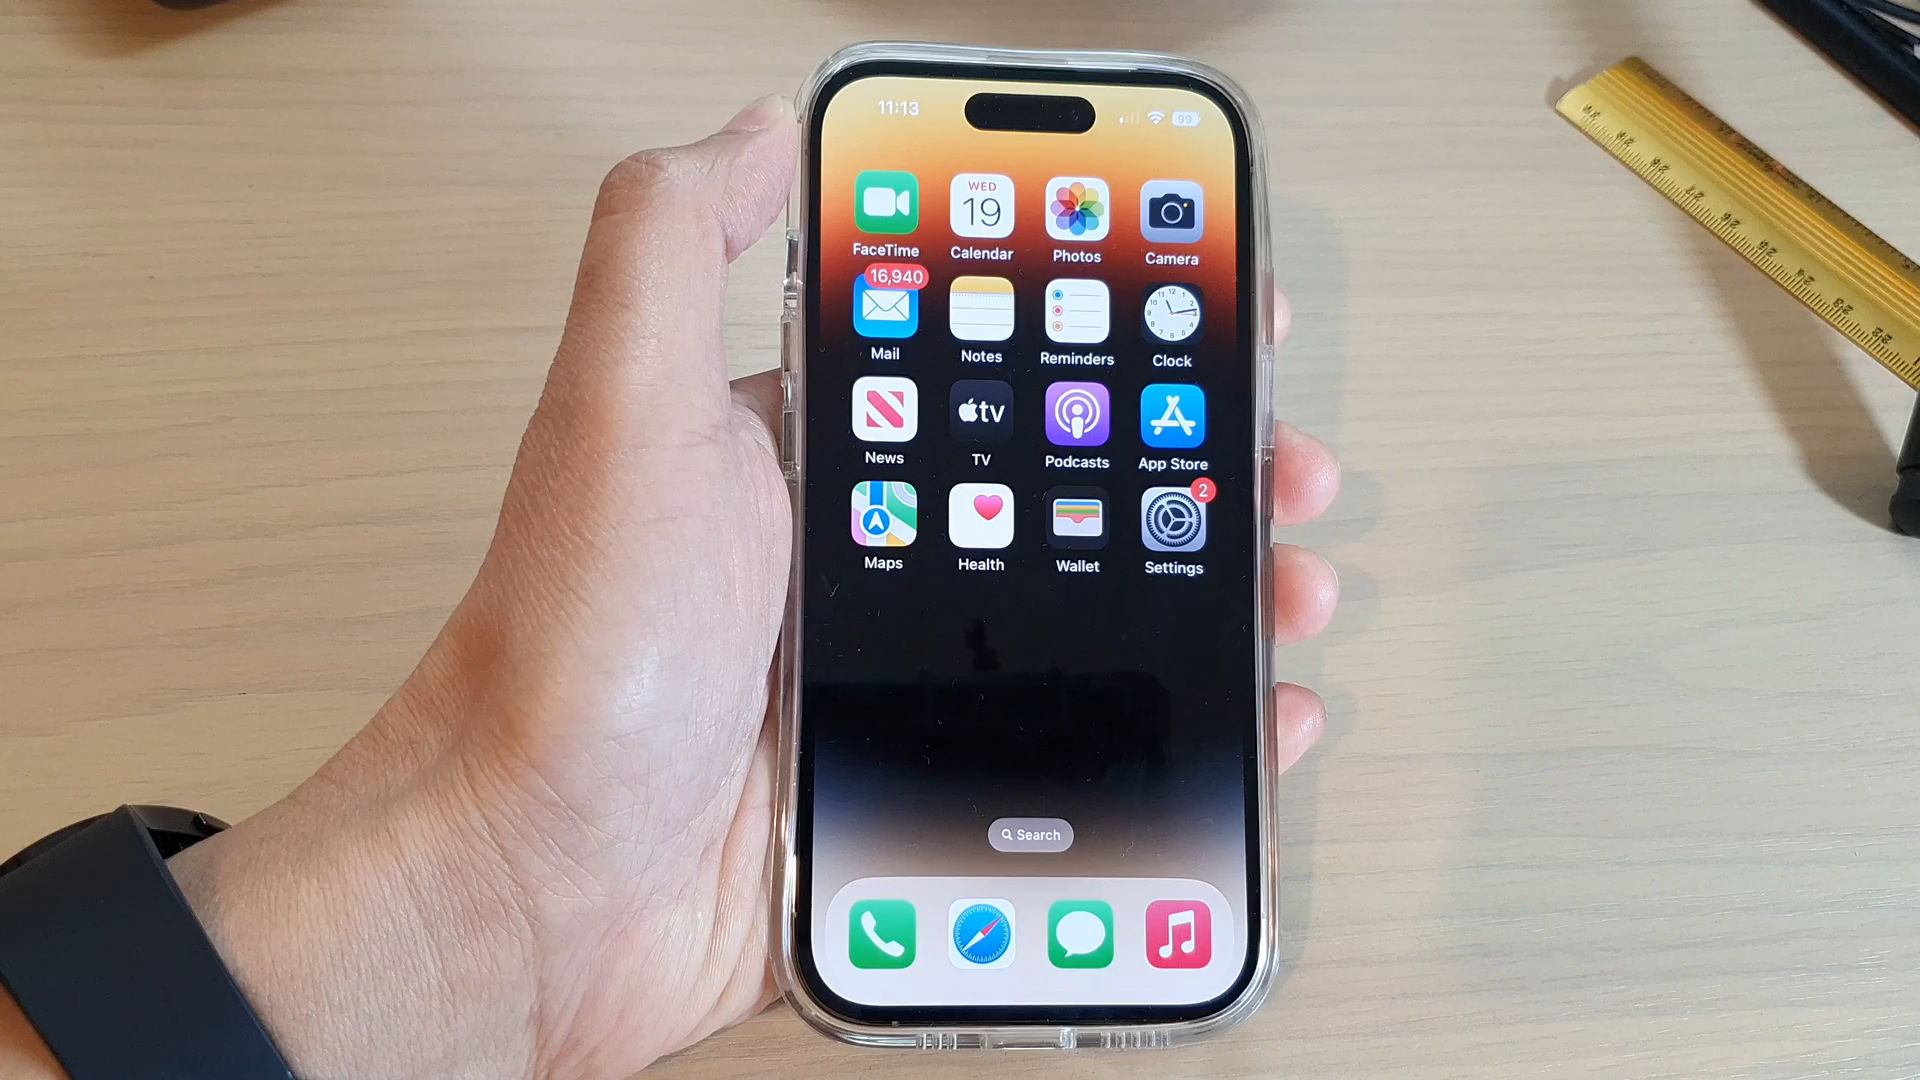 11:13
99
WED
19
FaceTime Calendar Photos Camera
16,940
Mail Notes Reminders Clock
tv
News TV Podcasts App Store
2
Maps Health Wallet Settings
Search